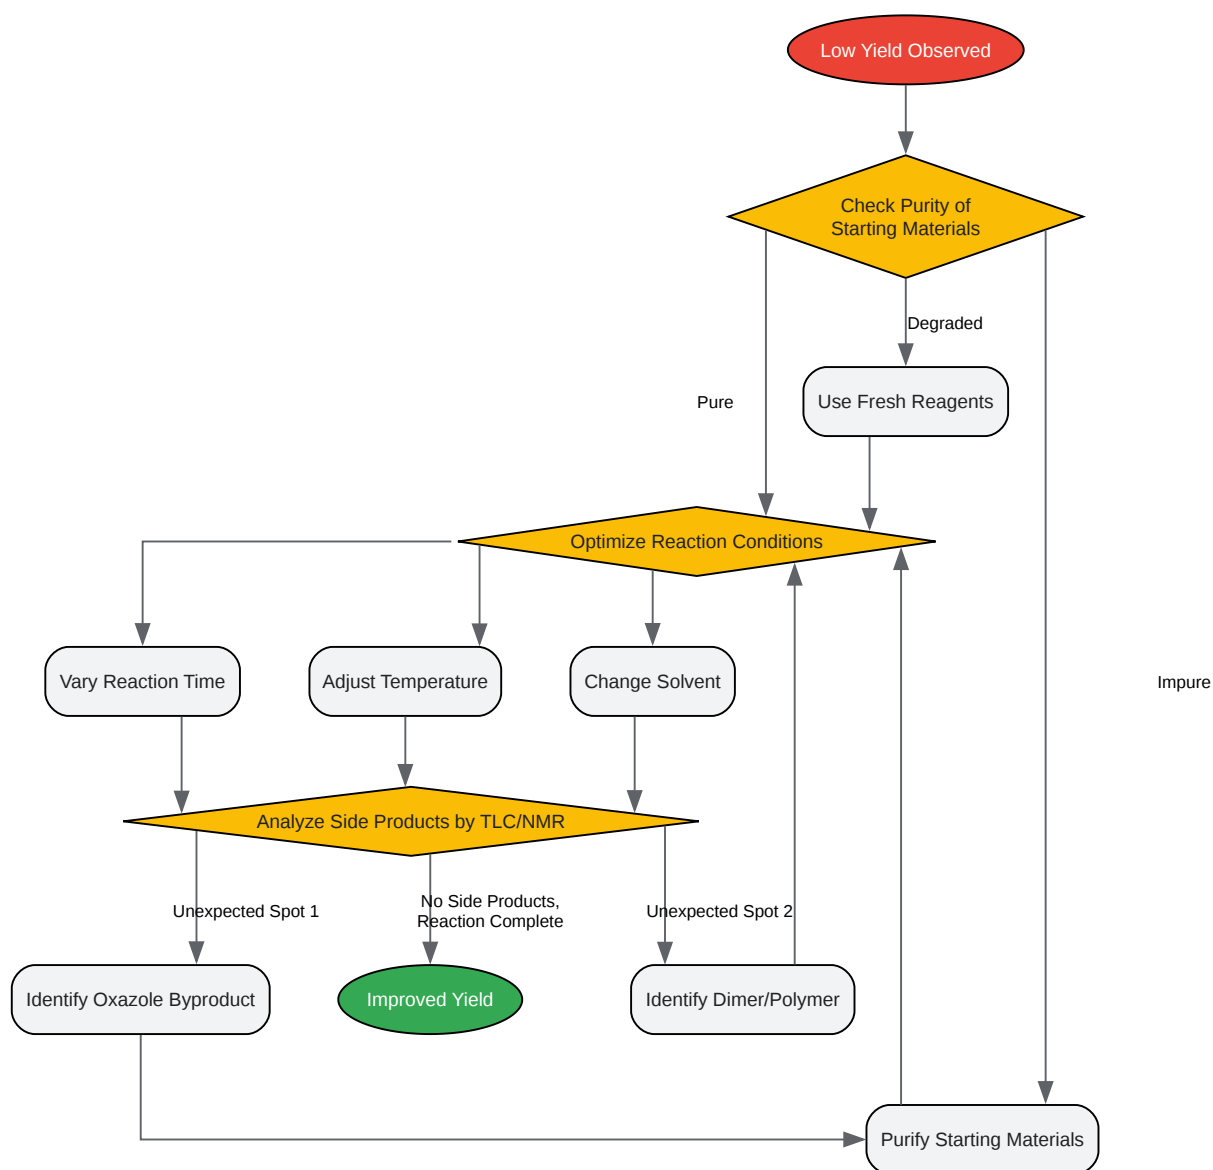 Low Yield Observed
Check Purity of
Starting Materials
Degraded
Pure
Use Fresh Reagents
Optimize Reaction Conditions
Vary Reaction Time
Adjust Temperature
Change Solvent
Impure
Analyze Side Products by TLC/NMR
Unexpected Spot 1
No Side Products,
Reaction Complete
Unexpected Spot 2
Identify Oxazole Byproduct
Improved Yield
Identify Dimer/Polymer
Purify Starting Materials